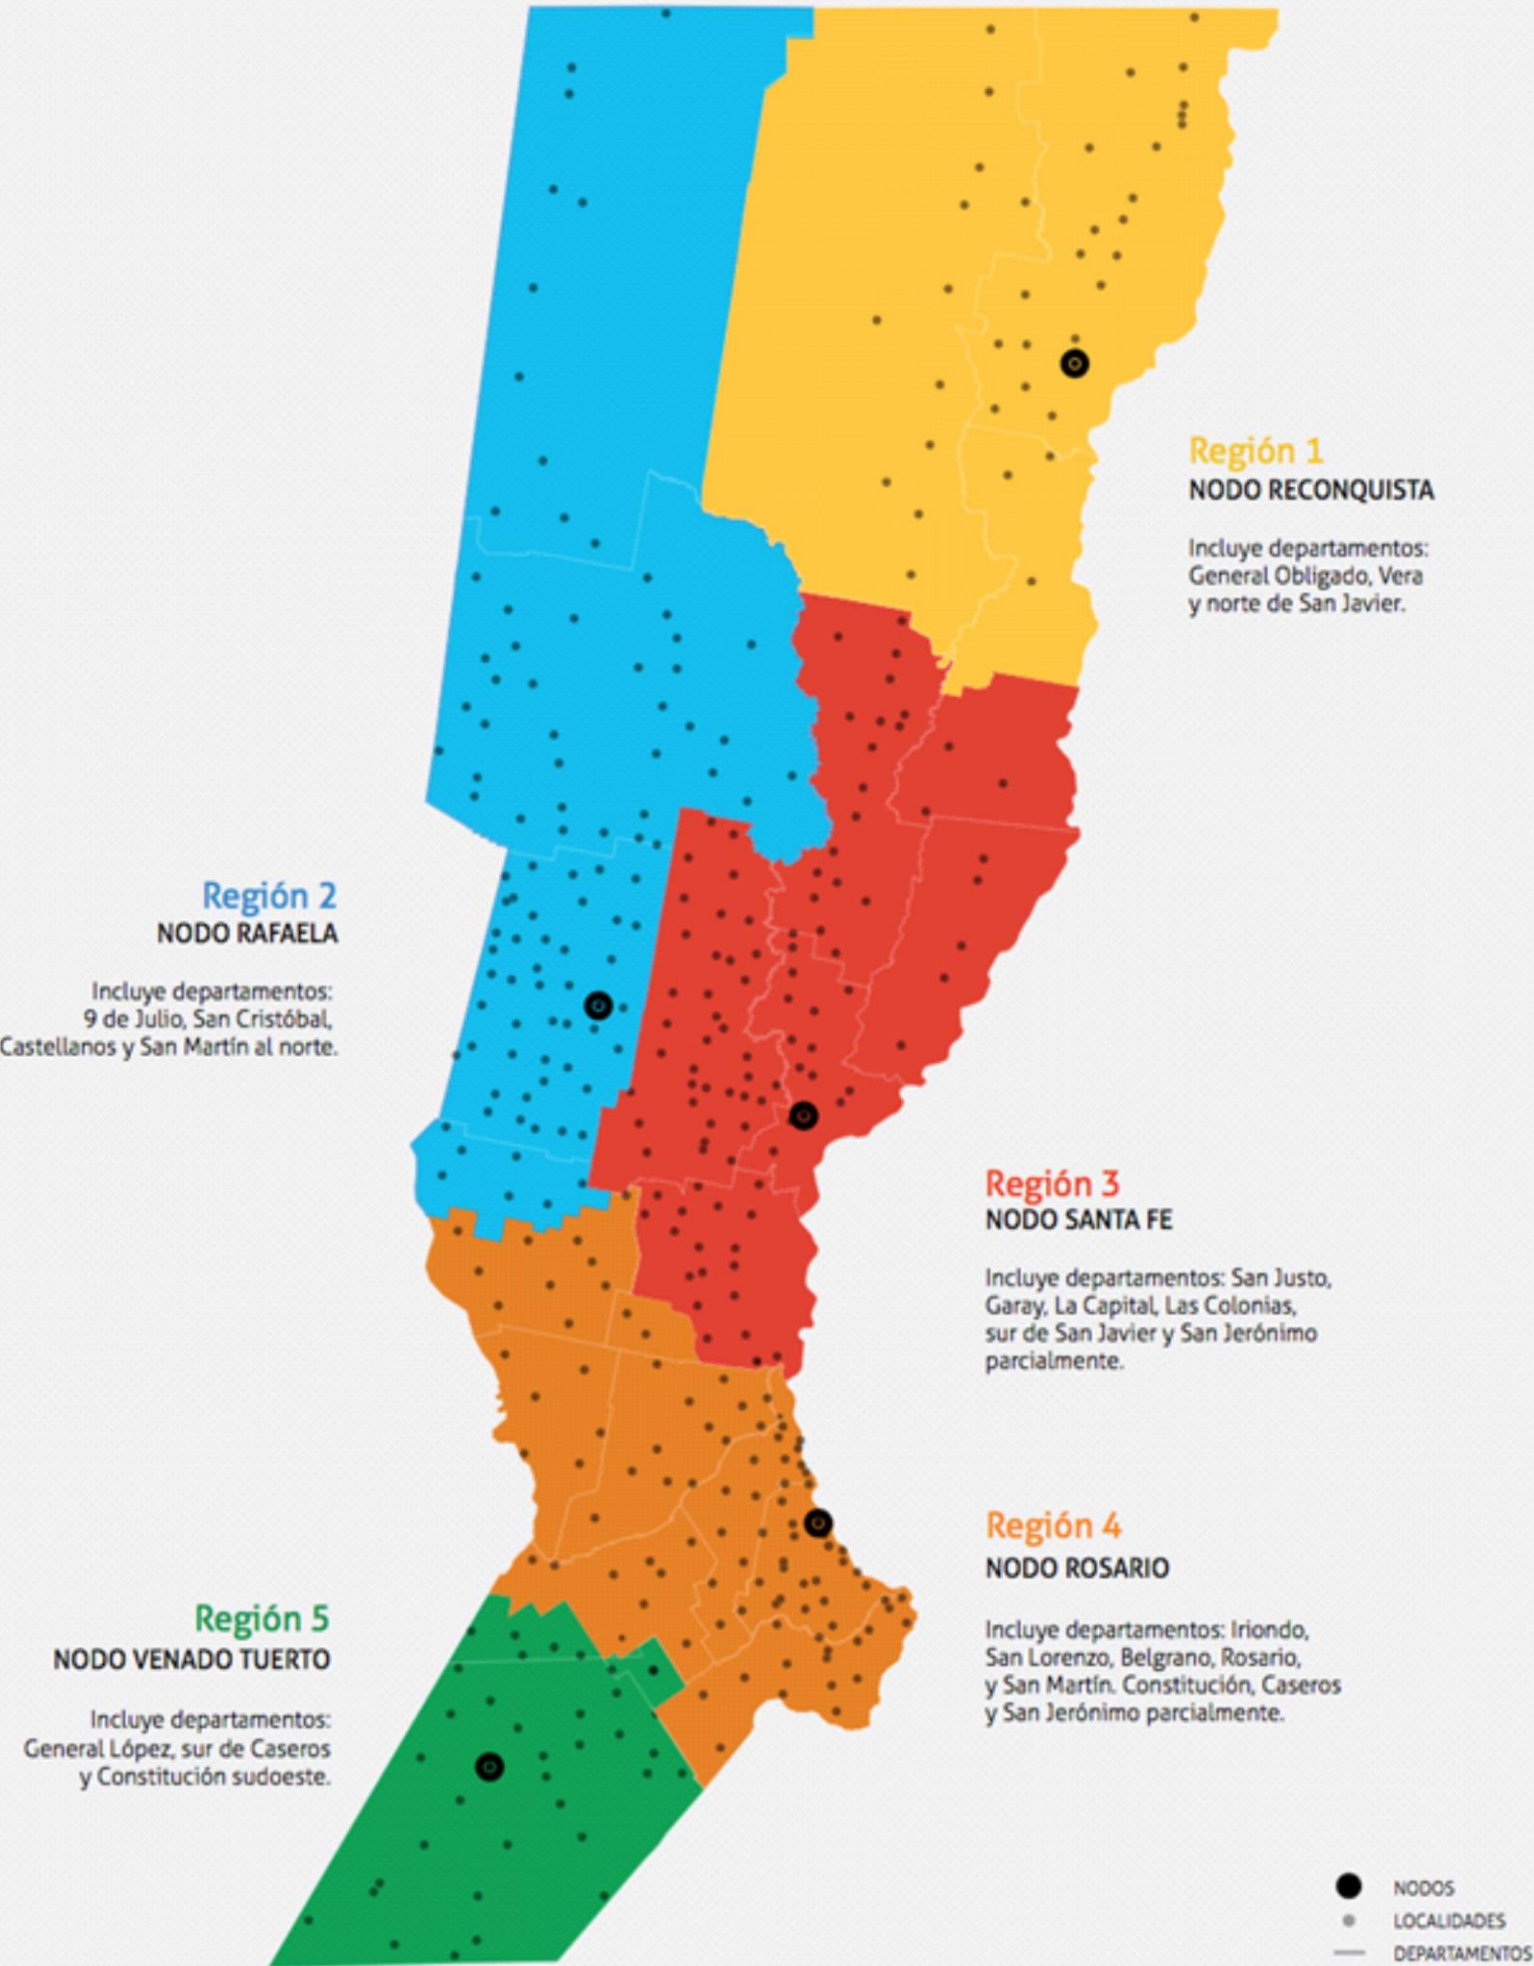 Región 1
NODO RECONQUISTA
Incluye departamentos:
General Obligado, Vera
y norte de San Javier.
Región 2
NODO RAFAELA
Incluye departamentos:
9 de Julio, San Cristóbal,
Castellanos y San Martín al norte.
Región 3
NODO SANTA FE
Incluye departamentos: San Justo,
Garay, La Capital, Las Colonias,
sur de San Javier y San Jerónimo
parcialmente.
Región 4
NODO ROSARIO
Incluye departamentos: Iriondo,
San Lorenzo, Belgrano, Rosario,
y San Martín. Constitución, Caseros
y San Jerónimo parcialmente.
Región 5
NODO VENADO TUERTO
Incluye departamentos:
General López, sur de Caseros
y Constitución sudoeste.
NODOS
LOCALIDADES
DEPARTAMENTOS